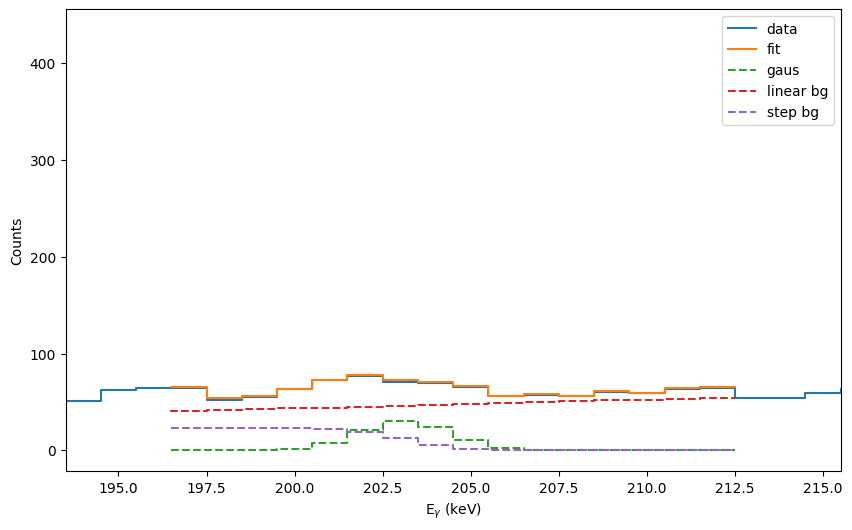 data
fit
gaus
linear bg
step bg
400
300
200
100
0
Counts
195.0 197.5 200.0 202.5 205.0 207.5 210.0 212.5 215.0
Eγ (keV)